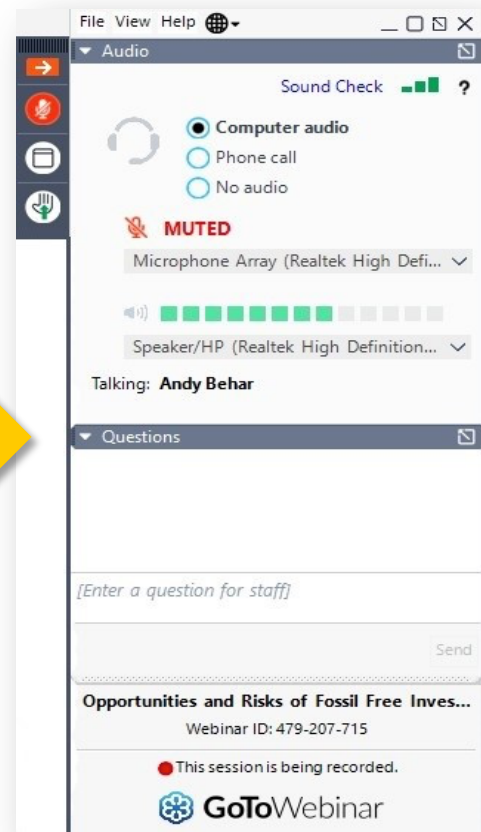 File View Help
Audio
Sound Check ?
Computer audio
Phone call
No audio
MUTED
Microphone Array (Realtek High Defi...
Speaker/HP (Realtek High Definition...
Talking: Andy Behar
Questions
[Enter a question for staff]
Send
Opportunities and Risks of Fossil Free Inves...
Webinar ID: 479-207-715
This session is being recorded.
GoToWebinar